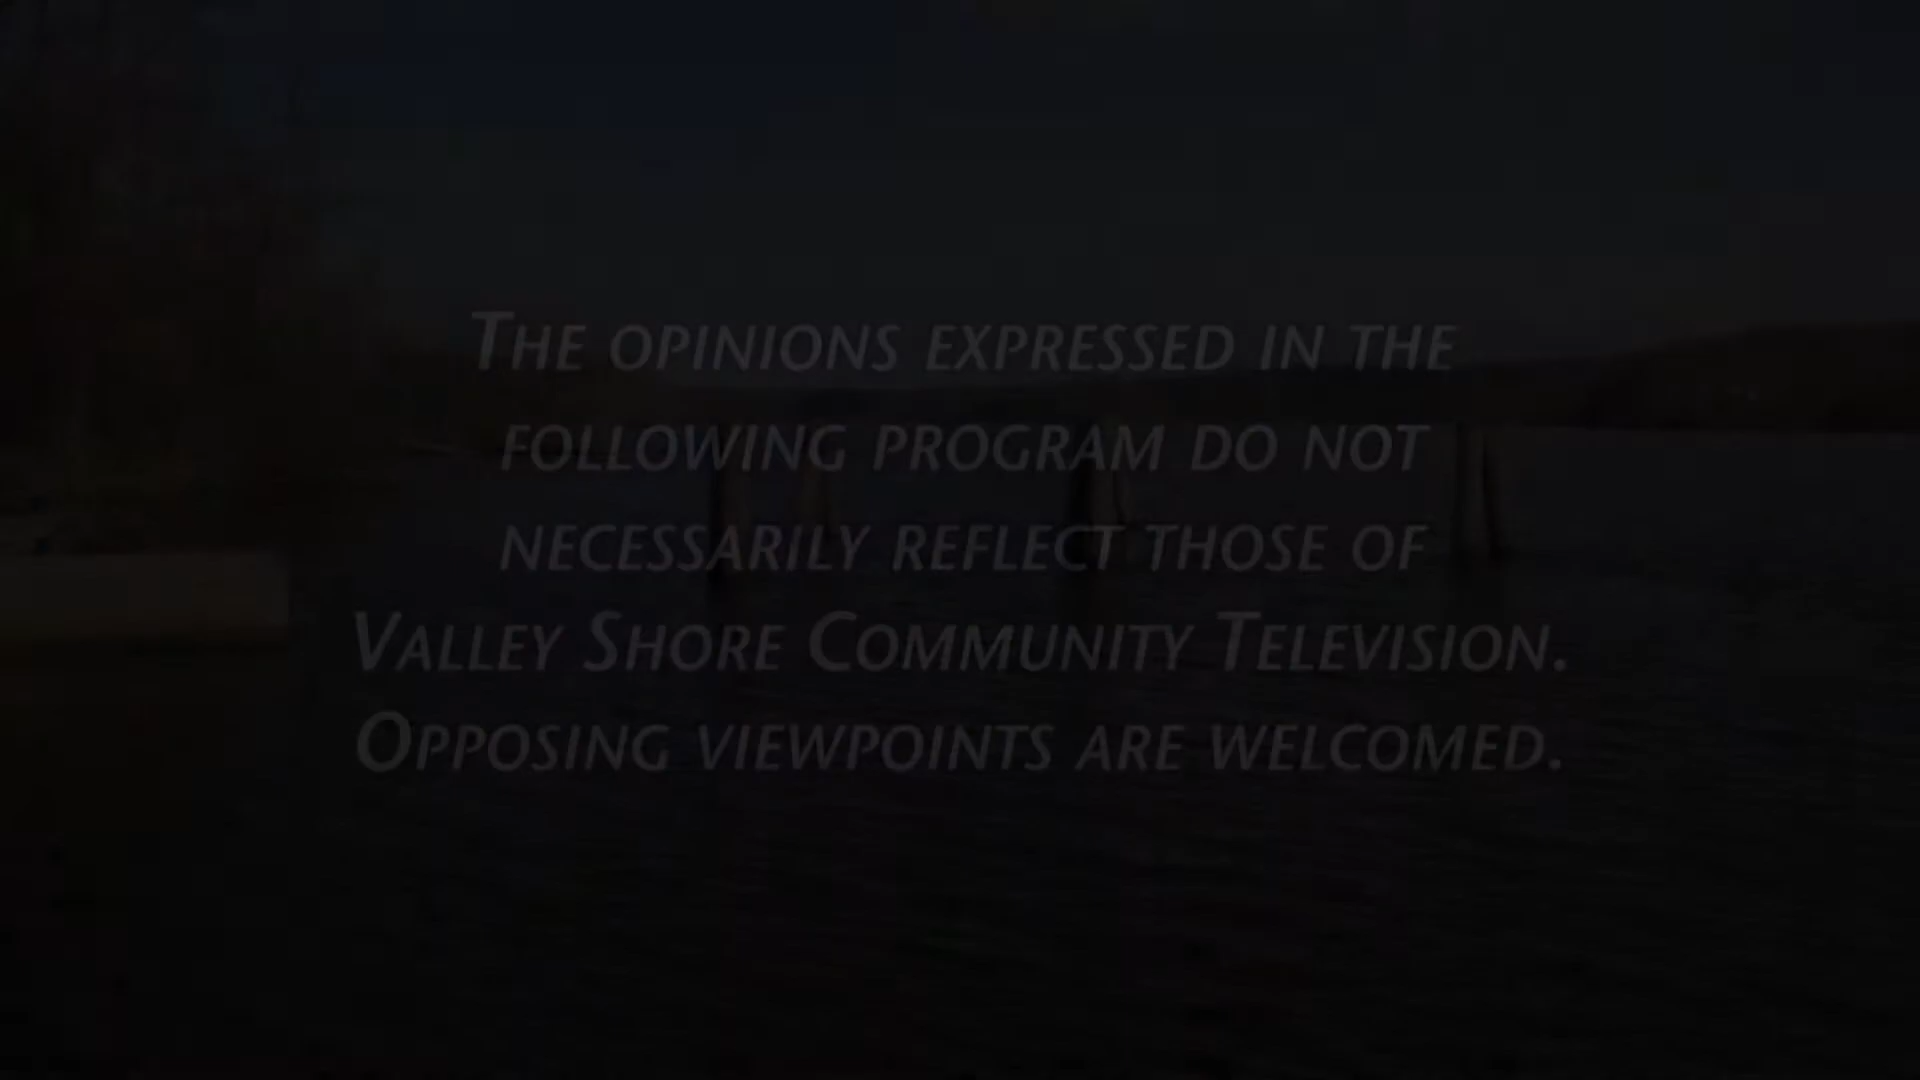 The opinions expressed in the
following program do not
necessarily reflect those of
Valley Shore Community Television.
Opposing viewpoints are welcomed.